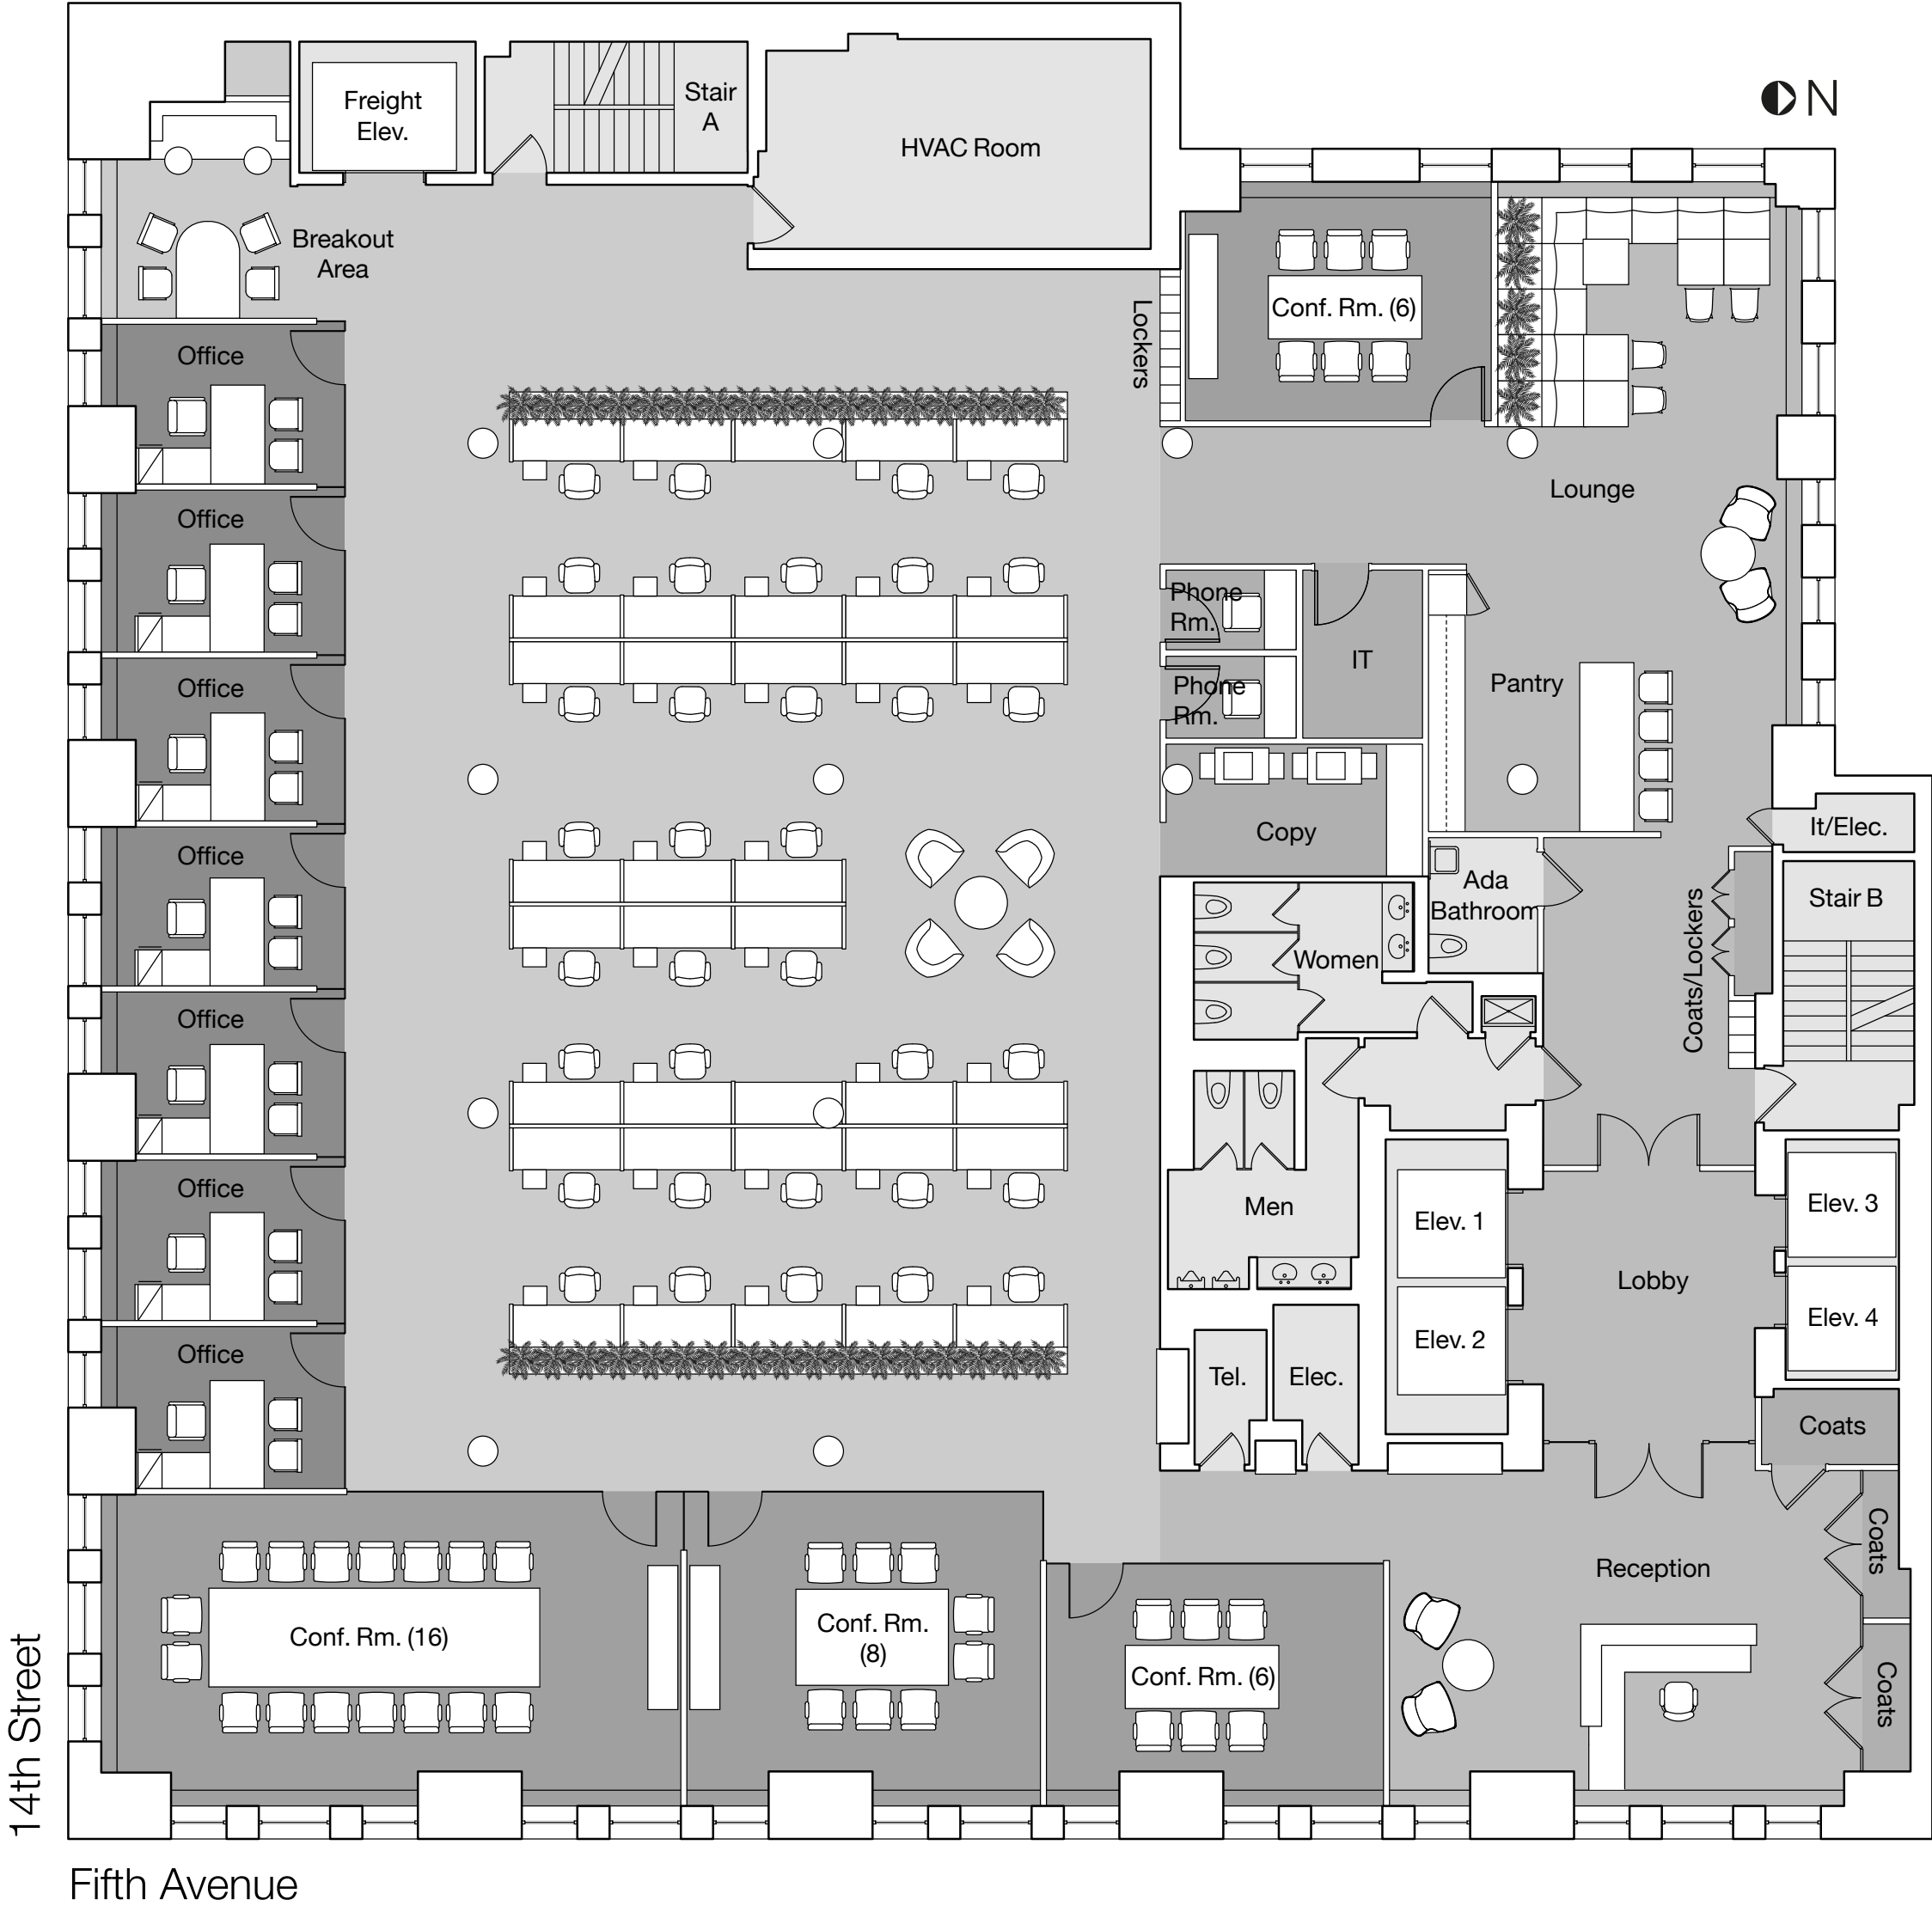 Freight
Elev.
Stair
A
HVAC Room
N
Breakout
Area
Lockers
Conf. Rm. (6)
Office
Lounge
Office
Phone
Rm.
IT
Phone
Rm.
Pantry
Office
Copy
It/Elec.
Office
Ada
Bathroom
Stair B
Women
Coats/Lockers
Office
Men
Elev. 1
Elev. 3
Office
Lobby
Elev. 2
Elev. 4
Office
Tel.
Elec.
Coats
Coats
Reception
Conf. Rm. (16)
Conf. Rm.
(8)
Conf. Rm. (6)
Coats
14th Street
Fifth Avenue